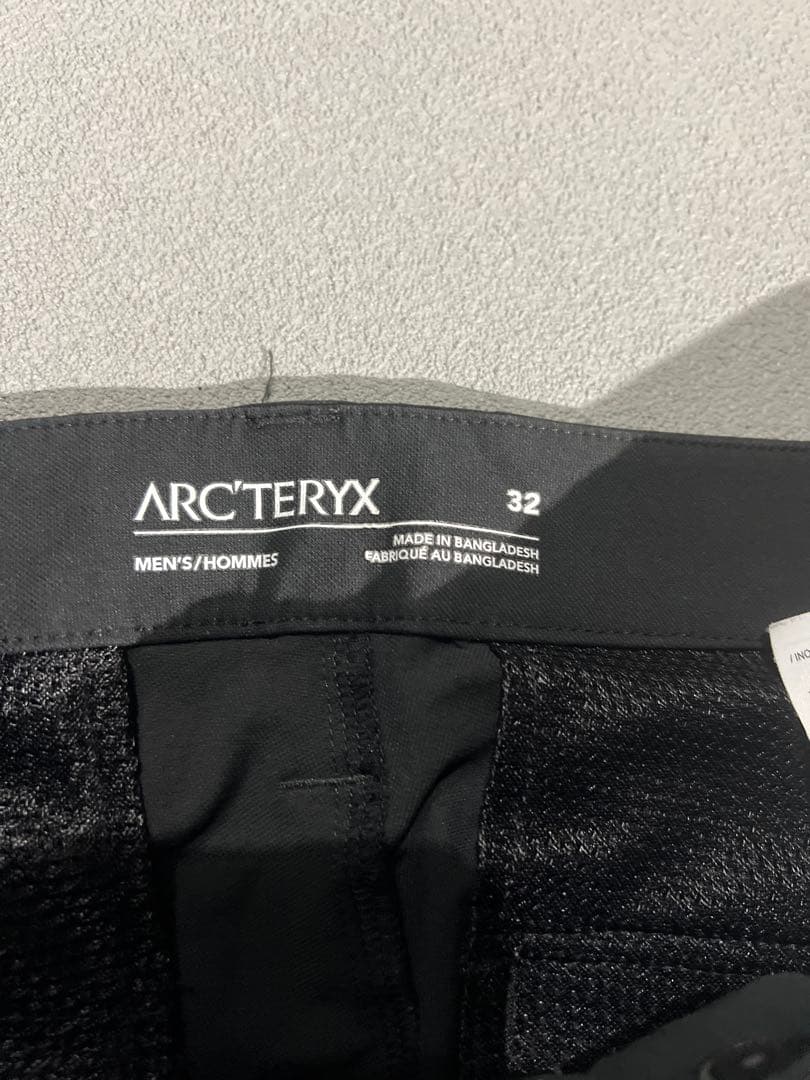 ARC'TERYX 32
MADE IN BANGLADESH
MEN'S/HOMMES FABRIQUÉ AU BANGLADESH